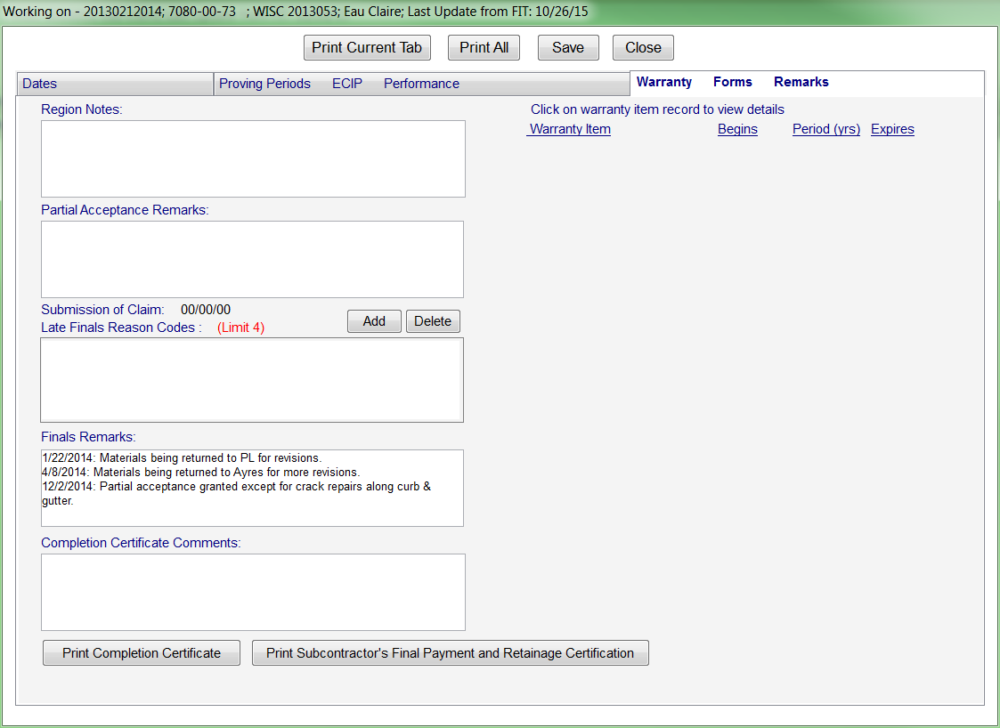 Working on - 20130212014; 7080-00-73 ; WISC 2013053; Eau Claire; Last Update from FIT: 10/26/15
Print Current Tab Print All Save Close
Dates Proving Periods ECIP Performance Warranty Forms Remarks
Region Notes:
Click on warranty item record to view details
Warranty Item Begins Period (yrs) Expires
Partial Acceptance Remarks:
Submission of Claim: 00/00/00
Late Finals Reason Codes : (Limit 4)
Add Delete
Finals Remarks:
1/22/2014: Materials being returned to PL for revisions.
4/8/2014: Materials being returned to Ayres for more revisions.
12/2/2014: Partial acceptance granted except for crack repairs along curb &
gutter.
Completion Certificate Comments:
Print Completion Certificate Print Subcontractor's Final Payment and Retainage Certification